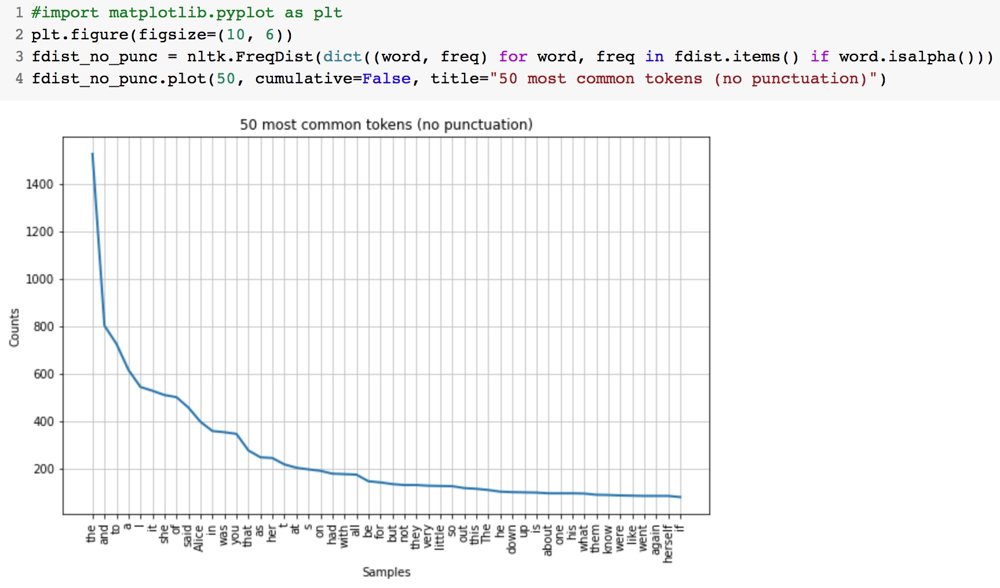 1 #import matplotlib.pyplot as plt
2 plt.figure(figsize=(10, 6))
3 fdist_no_punc = nltk.FreqDist(dict((word, freq) for word, freq in fdist.items() if word.isalpha()))
4 fdist_no_punc.plot(50, cumulative=False, title="50 most common tokens (no punctuation)")
50 most common tokens (no punctuation)
1400
1200
1000
800
600
400
200
Counts
the and to a I it she of said Alice in was you that as her t at s on had with all be for but not they very little so out this The he down up is about one his what them know were like went again herself if
Samples